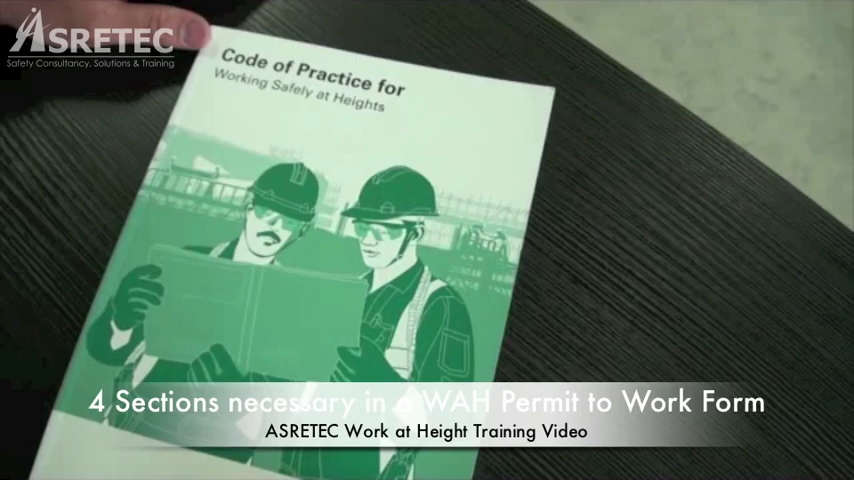 ASRETEC
Safety Consultancy, Solutions & Training
Code of Practice for
Working Safely at Heights
4 Sections necessary in a WAH Permit to Work Form
ASRETEC Work at Height Training Video